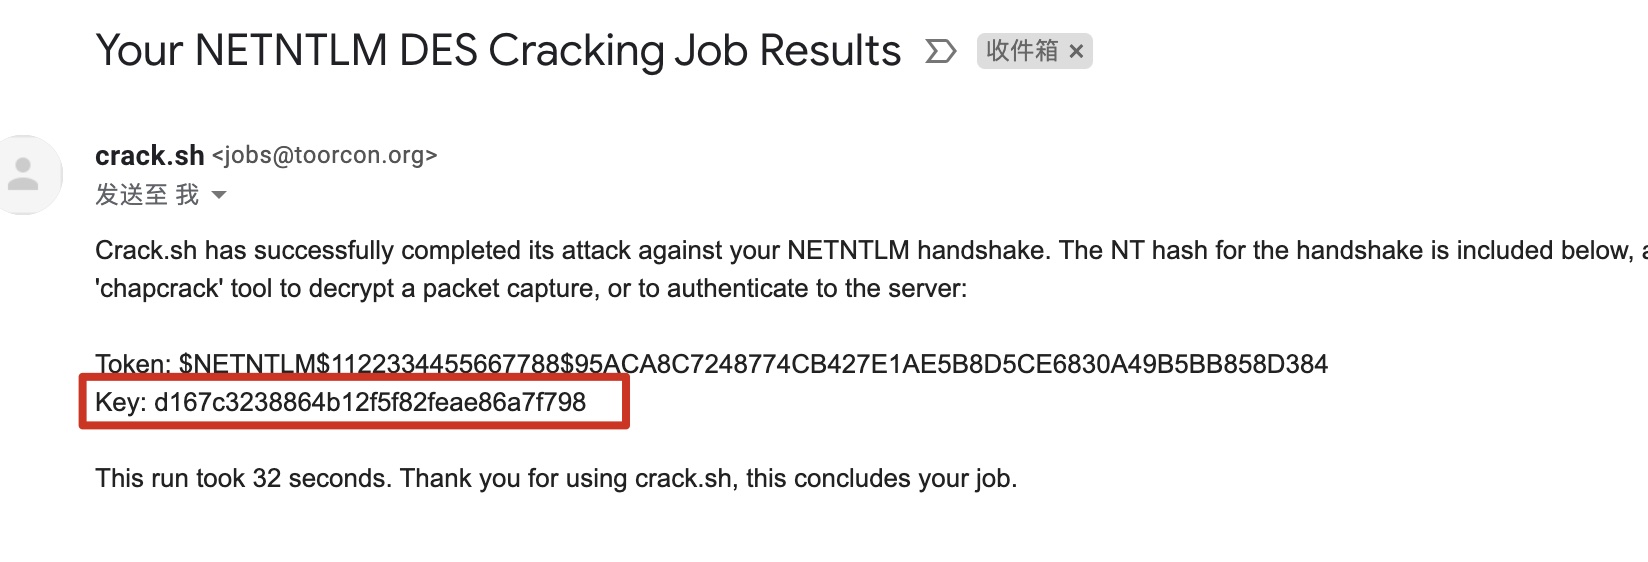 Your NETNTLM DES Cracking Job Results 收件箱 ×
crack.sh <jobs@toorcon.org>
发送至 我
Crack.sh has successfully completed its attack against your NETNTLM handshake. The NT hash for the handshake is included below,
'chapcrack' tool to decrypt a packet capture, or to authenticate to the server:
Token: $NETNTLM$1122334455667788$95ACA8C7248774CB427E1AE5B8D5CE6830A49B5BB858D384
Key: d167c3238864b12f5f82feae86a7f798
This run took 32 seconds. Thank you for using crack.sh, this concludes your job.